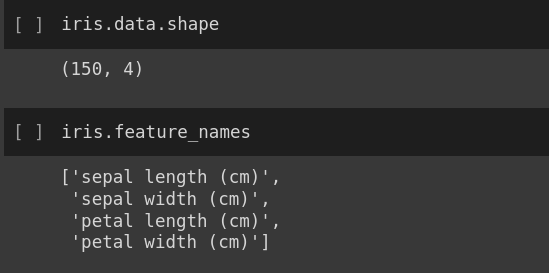 [ ] iris.data.shape
(150, 4)
[ ] iris.feature_names
['sepal length (cm)',
'sepal width (cm)',
'petal length (cm)',
'petal width (cm)']